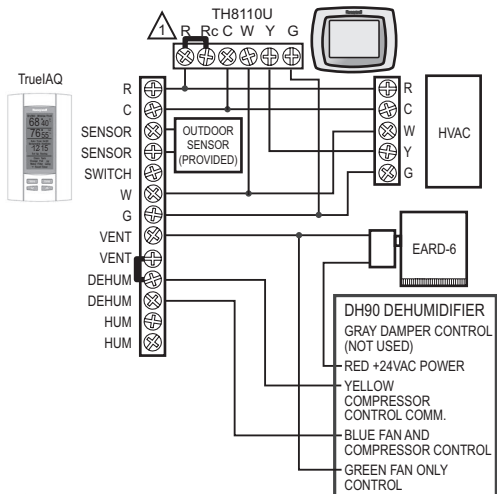 TH8110U
1
R Rc C W Y G
TrueIAQ
R
C
SENSOR
SENSOR
SWITCH
W
G
VENT
VENT
DEHUM
DEHUM
HUM
HUM
OUTDOOR
SENSOR
(PROVIDED)
R
C
W
Y
G
HVAC
EARD-6
DH90 DEHUMIDIFIER
GRAY DAMPER CONTROL
(NOT USED)
RED +24VAC POWER
YELLOW
COMPRESSOR
CONTROL COMM.
BLUE FAN AND
COMPRESSOR CONTROL
GREEN FAN ONLY
CONTROL